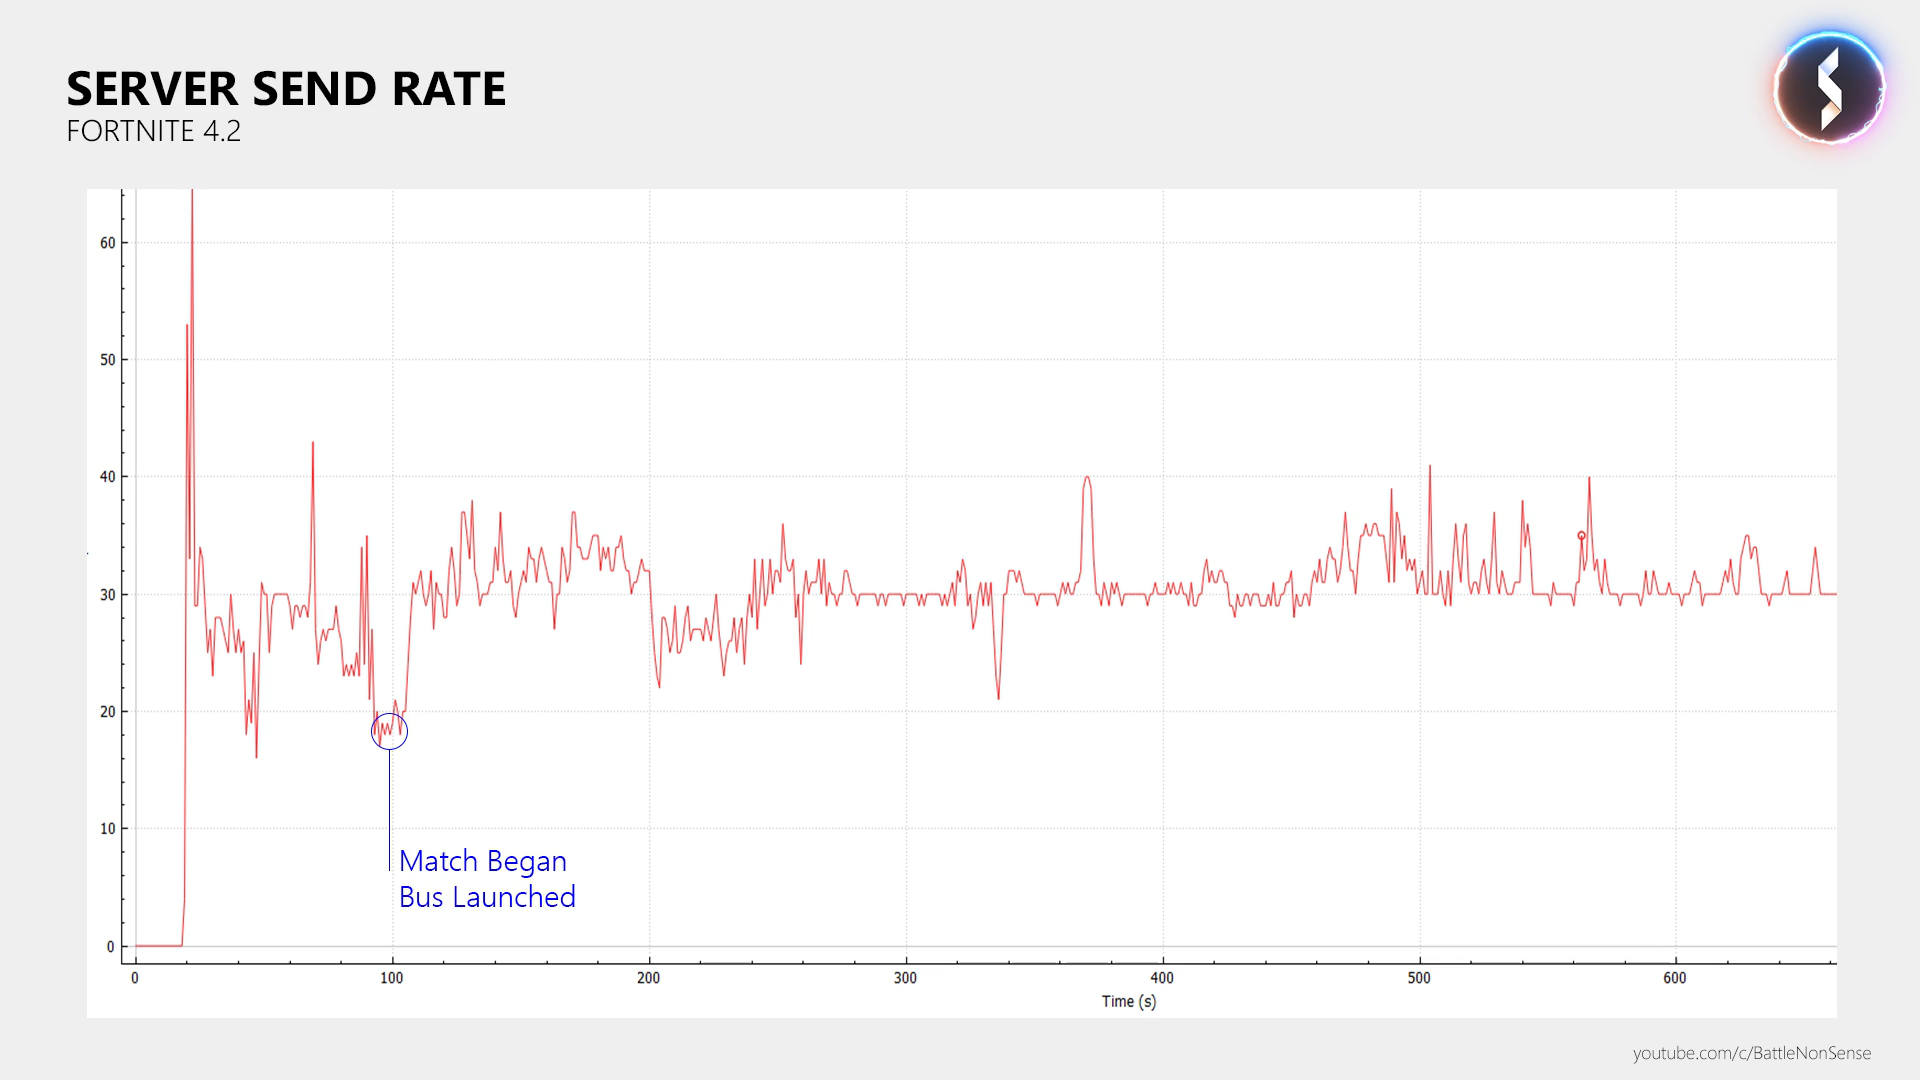 SERVER SEND RATE
FORTNITE 4.2
60
50
40
30
20
10
0
Match Began
Bus Launched
0 100 200 300 400 500 600
Time (s)
youtube.com/c/BattleNonSense